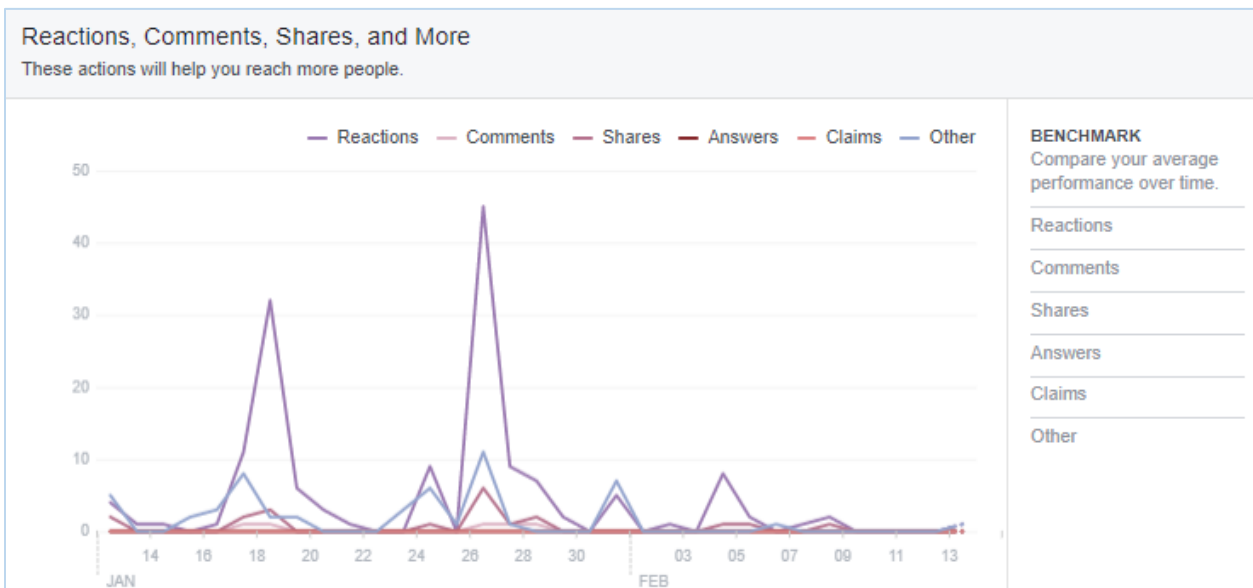 Reactions, Comments, Shares, and More
These actions will help you reach more people.
Reactions Comments Shares Answers Claims Other
50
40
30
20
10
0
14 16 18 20 22 24 26 28 30 03 05 07 09 11 13
JAN FEB
BENCHMARK
Compare your average
performance over time.
Reactions
Comments
Shares
Answers
Claims
Other